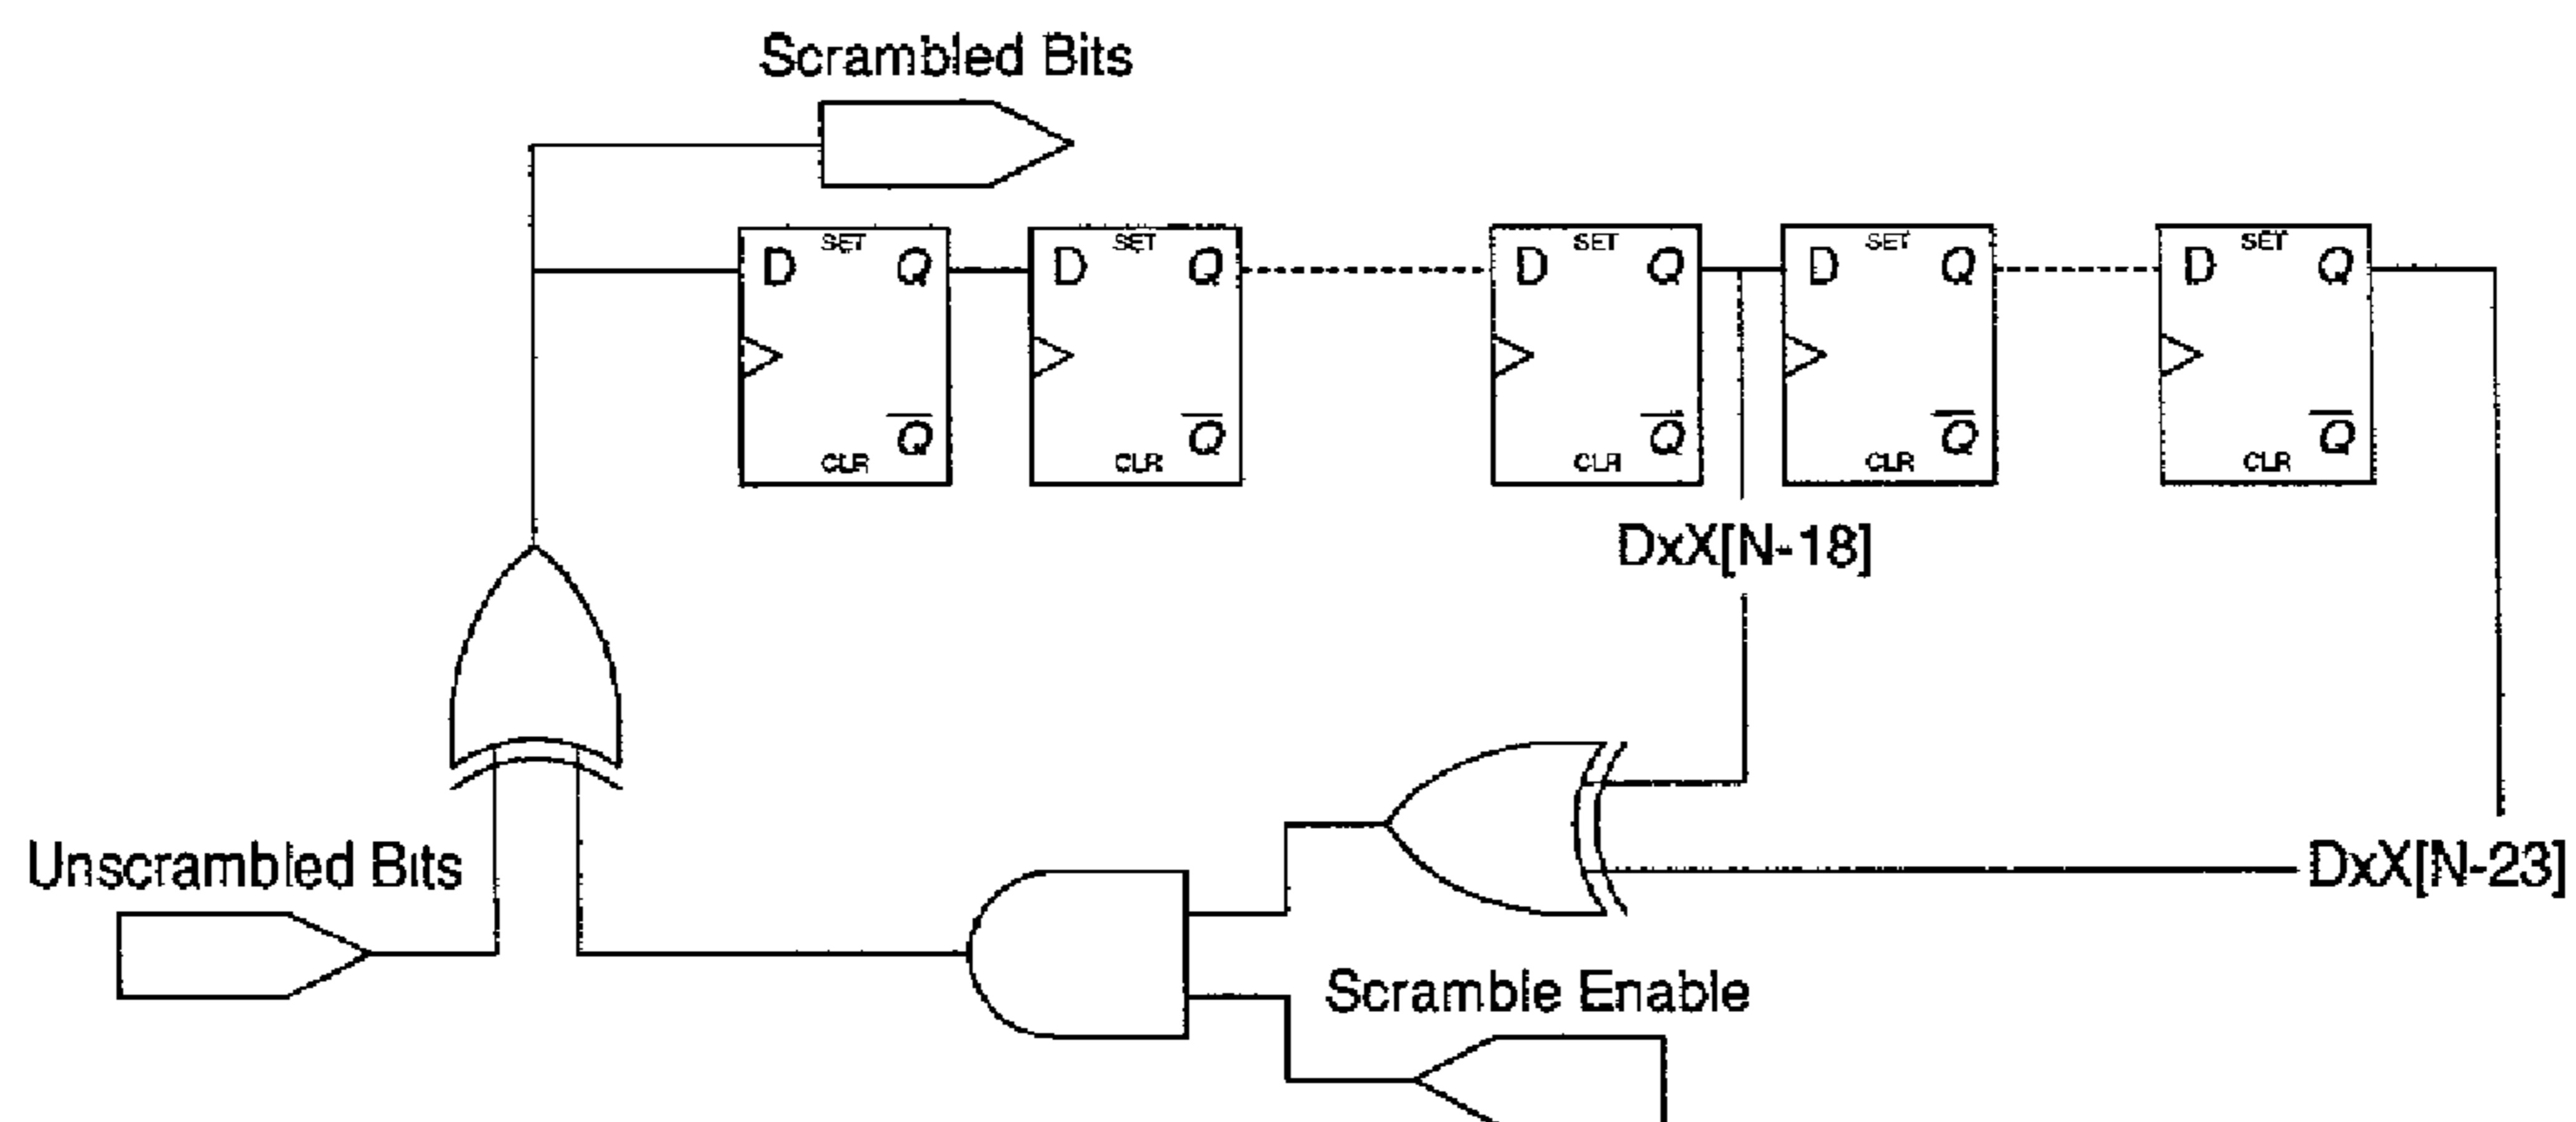 Scrambled Bits
SET SET SET SET SET
D Q D Q D Q D Q D Q
Q Q Q Q Q
CLR CLR CLR CLR CLR
DxX[N-18]
Unscrambled Bits
DxX[N-23]
Scramble Enable